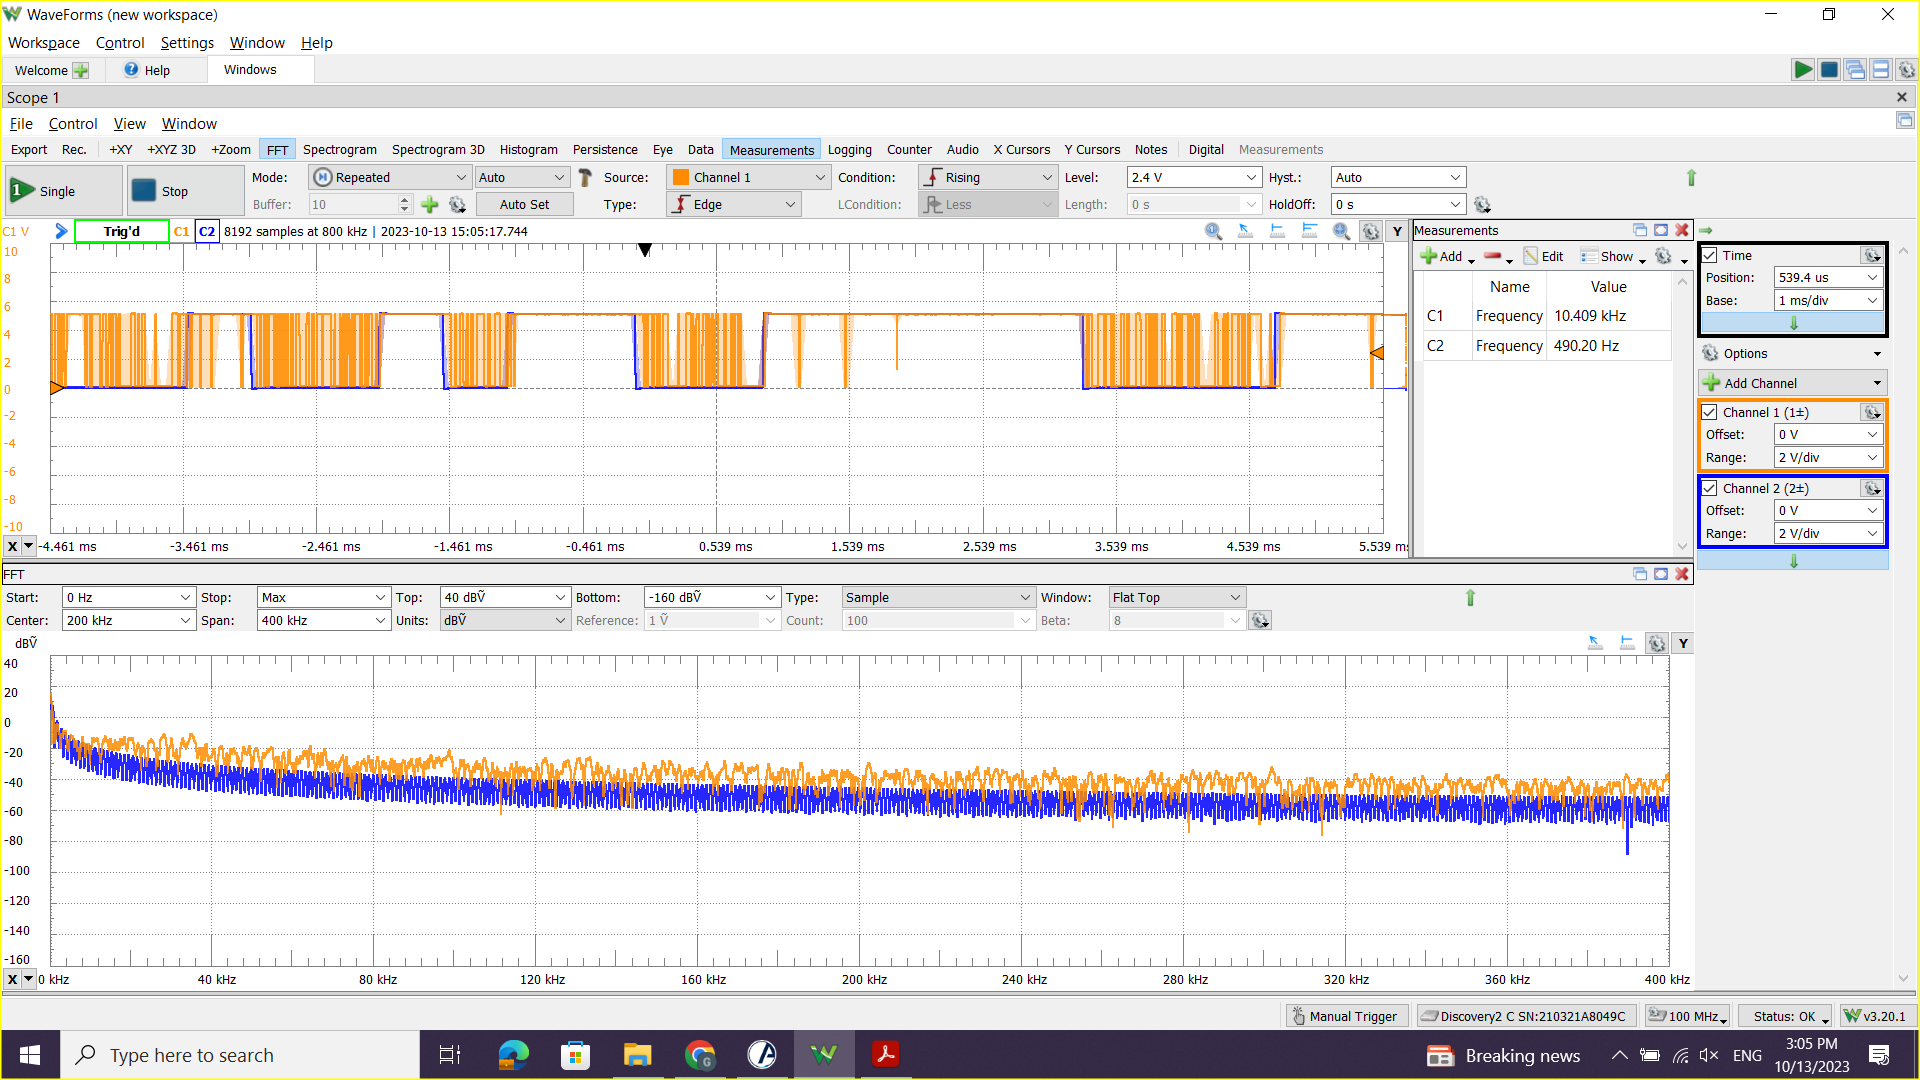 WaveForms (new workspace)
Workspace Control Settings Window Help
Welcome Help Windows
Scope 1
File Control View Window
Export Rec. +XY +XYZ 3D +Zoom FFT Spectrogram Spectrogram 3D Histogram Persistence Eye Data Measurements Logging Counter Audio X Cursors Y Cursors Notes Digital Measurements
1 Single Stop Mode: Repeated Auto Source: Channel 1 Condition: Rising Level: 2.4 V Hyst.: Auto
Buffer: 10 Auto Set Type: Edge LCondition: Less Length: 0 s HoldOff: 0 s
C1 V Trig'd C1 C2 8192 samples at 800 kHz | 2023-10-13 15:05:17.744 Y
10
8
6
4
2
0
-2
-4
-6
-8
-10
X -4.461 ms -3.461 ms -2.461 ms -1.461 ms -0.461 ms 0.539 ms 1.539 ms 2.539 ms 3.539 ms 4.539 ms 5.539 ms
Measurements
Add Edit Show
Name Value
C1 Frequency 10.409 kHz
C2 Frequency 490.20 Hz
Time
Position: 539.4 us
Base: 1 ms/div
Options
Add Channel
Channel 1 (1±)
Offset: 0 V
Range: 2 V/div
Channel 2 (2±)
Offset: 0 V
Range: 2 V/div
FFT
Start: 0 Hz Stop: Max Top: 40 dBṼ Bottom: -160 dBṼ Type: Sample Window: Flat Top
Center: 200 kHz Span: 400 kHz Units: dBṼ Reference: 1 Ṽ Count: 100 Beta: 8
dBṼ Y
40
20
0
-20
-40
-60
-80
-100
-120
-140
-160
X 0 kHz 40 kHz 80 kHz 120 kHz 160 kHz 200 kHz 240 kHz 280 kHz 320 kHz 360 kHz 400 kHz
Manual Trigger Discovery2 C SN:210321A8049C 100 MHz Status: OK v3.20.1
Type here to search Breaking news ENG 3:05 PM
10/13/2023